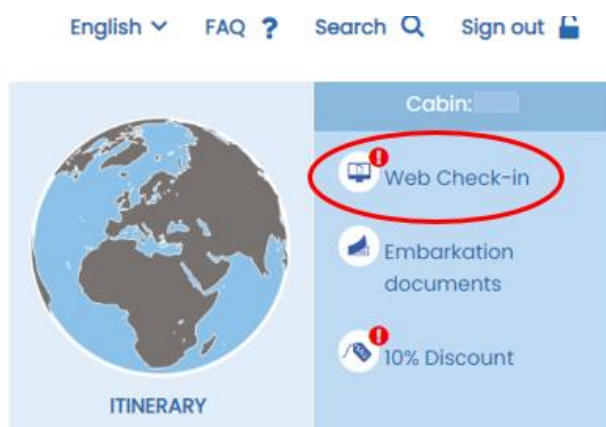 English FAQ ? Search Sign out
Cabin:
Web Check-in
Embarkation
documents
10% Discount
ITINERARY